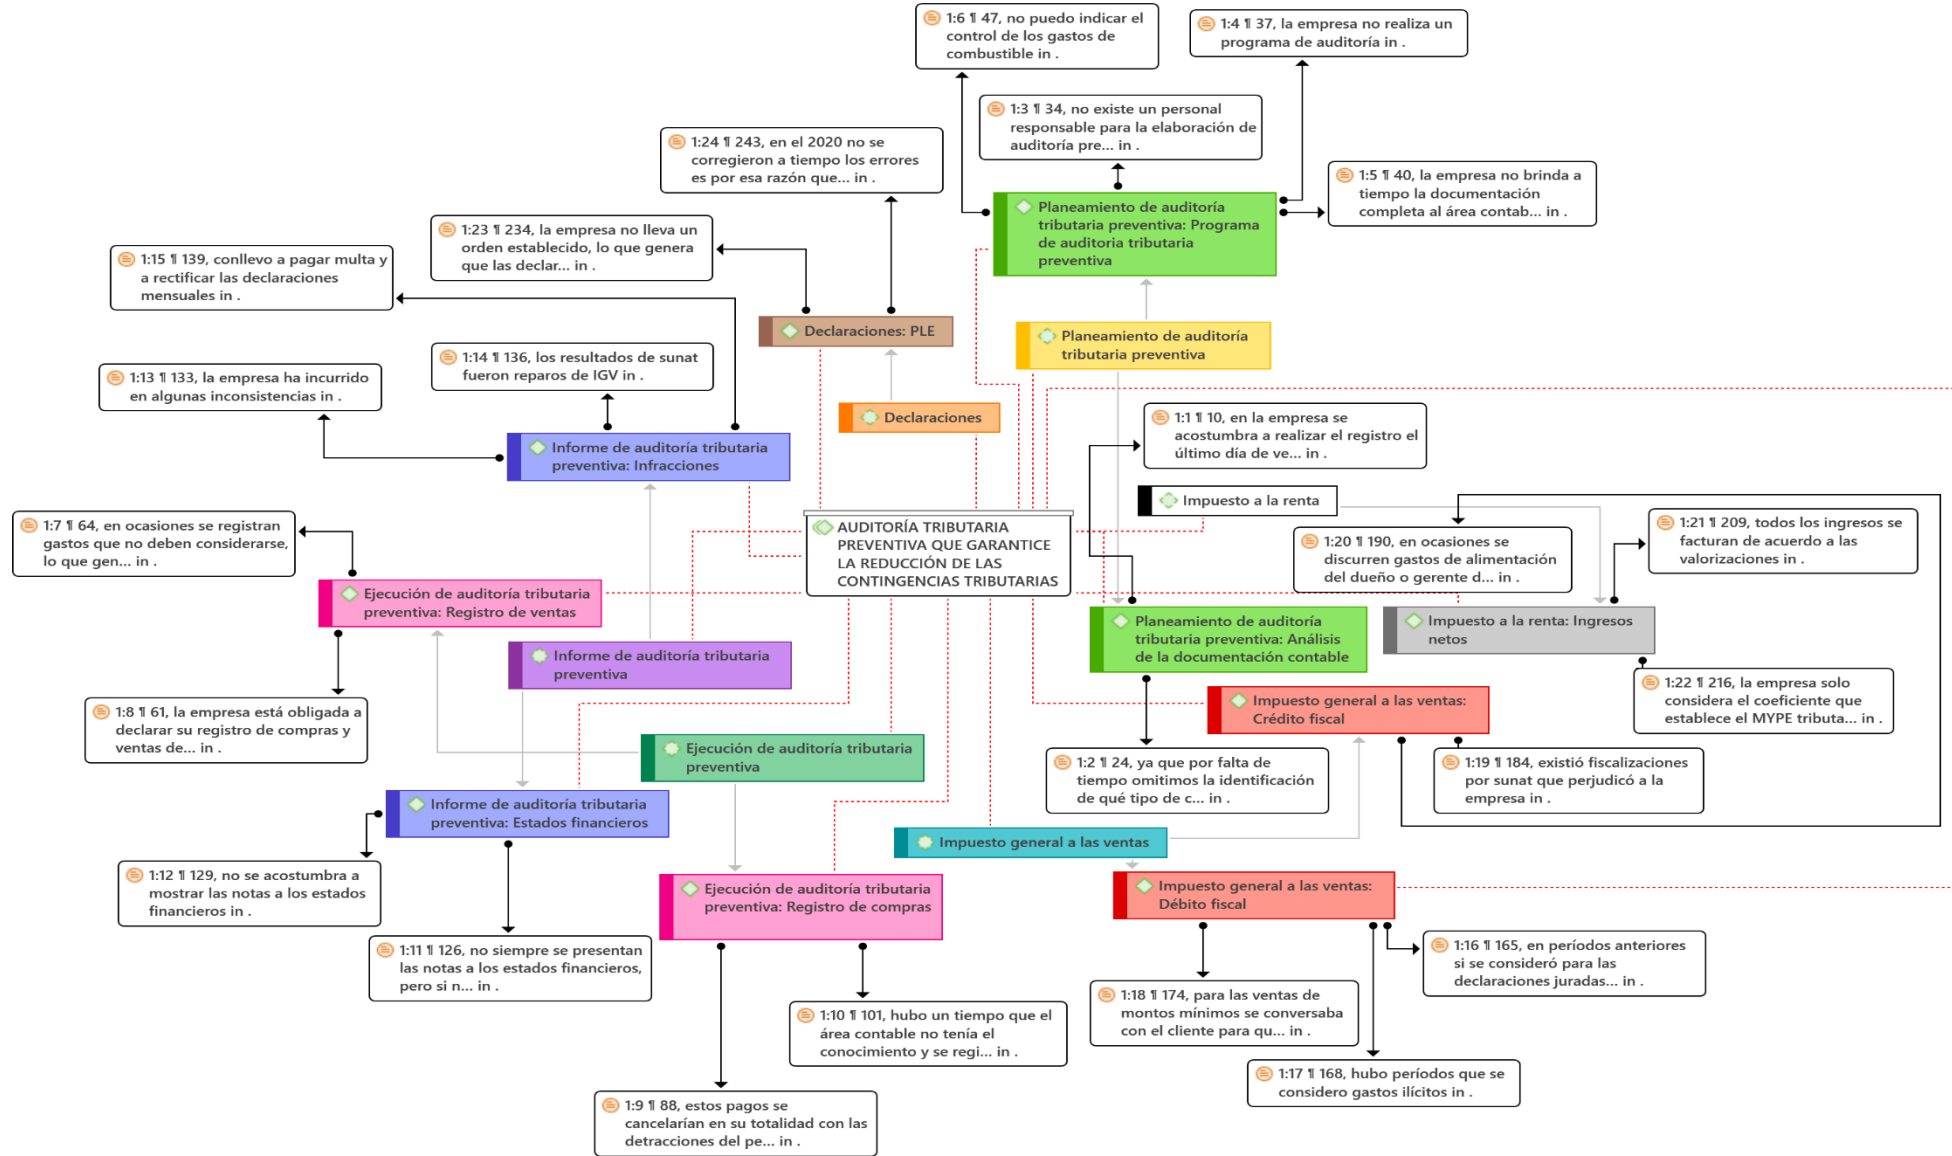 1:6 ¶ 47, no puedo indicar el
control de los gastos de
combustible in .
1:4 ¶ 37, la empresa no realiza un
programa de auditoría in .
1:3 ¶ 34, no existe un personal
responsable para la elaboración de
auditoría pre... in .
1:24 ¶ 243, en el 2020 no se
corregieron a tiempo los errores
es por esa razón que... in .
1:5 ¶ 40, la empresa no brinda a
tiempo la documentación
completa al área contab... in .
Planeamiento de auditoría
tributaria preventiva: Programa
de auditoria tributaria
preventiva
1:23 ¶ 234, la empresa no lleva un
orden establecido, lo que genera
que las declar... in .
1:15 ¶ 139, conllevo a pagar multa y
a rectificar las declaraciones
mensuales in .
Declaraciones: PLE
Planeamiento de auditoría
tributaria preventiva
1:14 ¶ 136, los resultados de sunat
fueron reparos de IGV in .
1:13 ¶ 133, la empresa ha incurrido
en algunas inconsistencias in .
Declaraciones
1:1 ¶ 10, en la empresa se
acostumbra a realizar el registro el
último día de ve... in .
Informe de auditoría tributaria
preventiva: Infracciones
Impuesto a la renta
1:7 ¶ 64, en ocasiones se registran
gastos que no deben considerarse,
lo que gen... in .
AUDITORÍA TRIBUTARIA
PREVENTIVA QUE GARANTICE
LA REDUCCIÓN DE LAS
CONTINGENCIAS TRIBUTARIAS
1:20 ¶ 190, en ocasiones se
discurren gastos de alimentación
del dueño o gerente d... in .
1:21 ¶ 209, todos los ingresos se
facturan de acuerdo a las
valorizaciones in .
Ejecución de auditoría tributaria
preventiva: Registro de ventas
Planeamiento de auditoría
tributaria preventiva: Análisis
de la documentación contable
Impuesto a la renta: Ingresos
netos
Informe de auditoría tributaria
preventiva
1:22 ¶ 216, la empresa solo
considera el coeficiente que
establece el MYPE tributa... in .
1:8 ¶ 61, la empresa está obligada a
declarar su registro de compras y
ventas de... in .
Impuesto general a las ventas:
Crédito fiscal
Ejecución de auditoría tributaria
preventiva
1:2 ¶ 24, ya que por falta de
tiempo omitimos la identificación
de qué tipo de c... in .
1:19 ¶ 184, existió fiscalizaciones
por sunat que perjudicó a la
empresa in .
Informe de auditoría tributaria
preventiva: Estados financieros
Impuesto general a las ventas
1:12 ¶ 129, no se acostumbra a
mostrar las notas a los estados
financieros in .
Ejecución de auditoría tributaria
preventiva: Registro de compras
Impuesto general a las ventas:
Débito fiscal
1:11 ¶ 126, no siempre se presentan
las notas a los estados financieros,
pero si n... in .
1:16 ¶ 165, en períodos anteriores
si se consideró para las
declaraciones juradas... in .
1:18 ¶ 174, para las ventas de
montos mínimos se conversaba
con el cliente para qu... in .
1:10 ¶ 101, hubo un tiempo que el
área contable no tenía el
conocimiento y se regi... in .
1:17 ¶ 168, hubo períodos que se
considero gastos ilícitos in .
1:9 ¶ 88, estos pagos se
cancelarían en su totalidad con las
detracciones del pe... in .